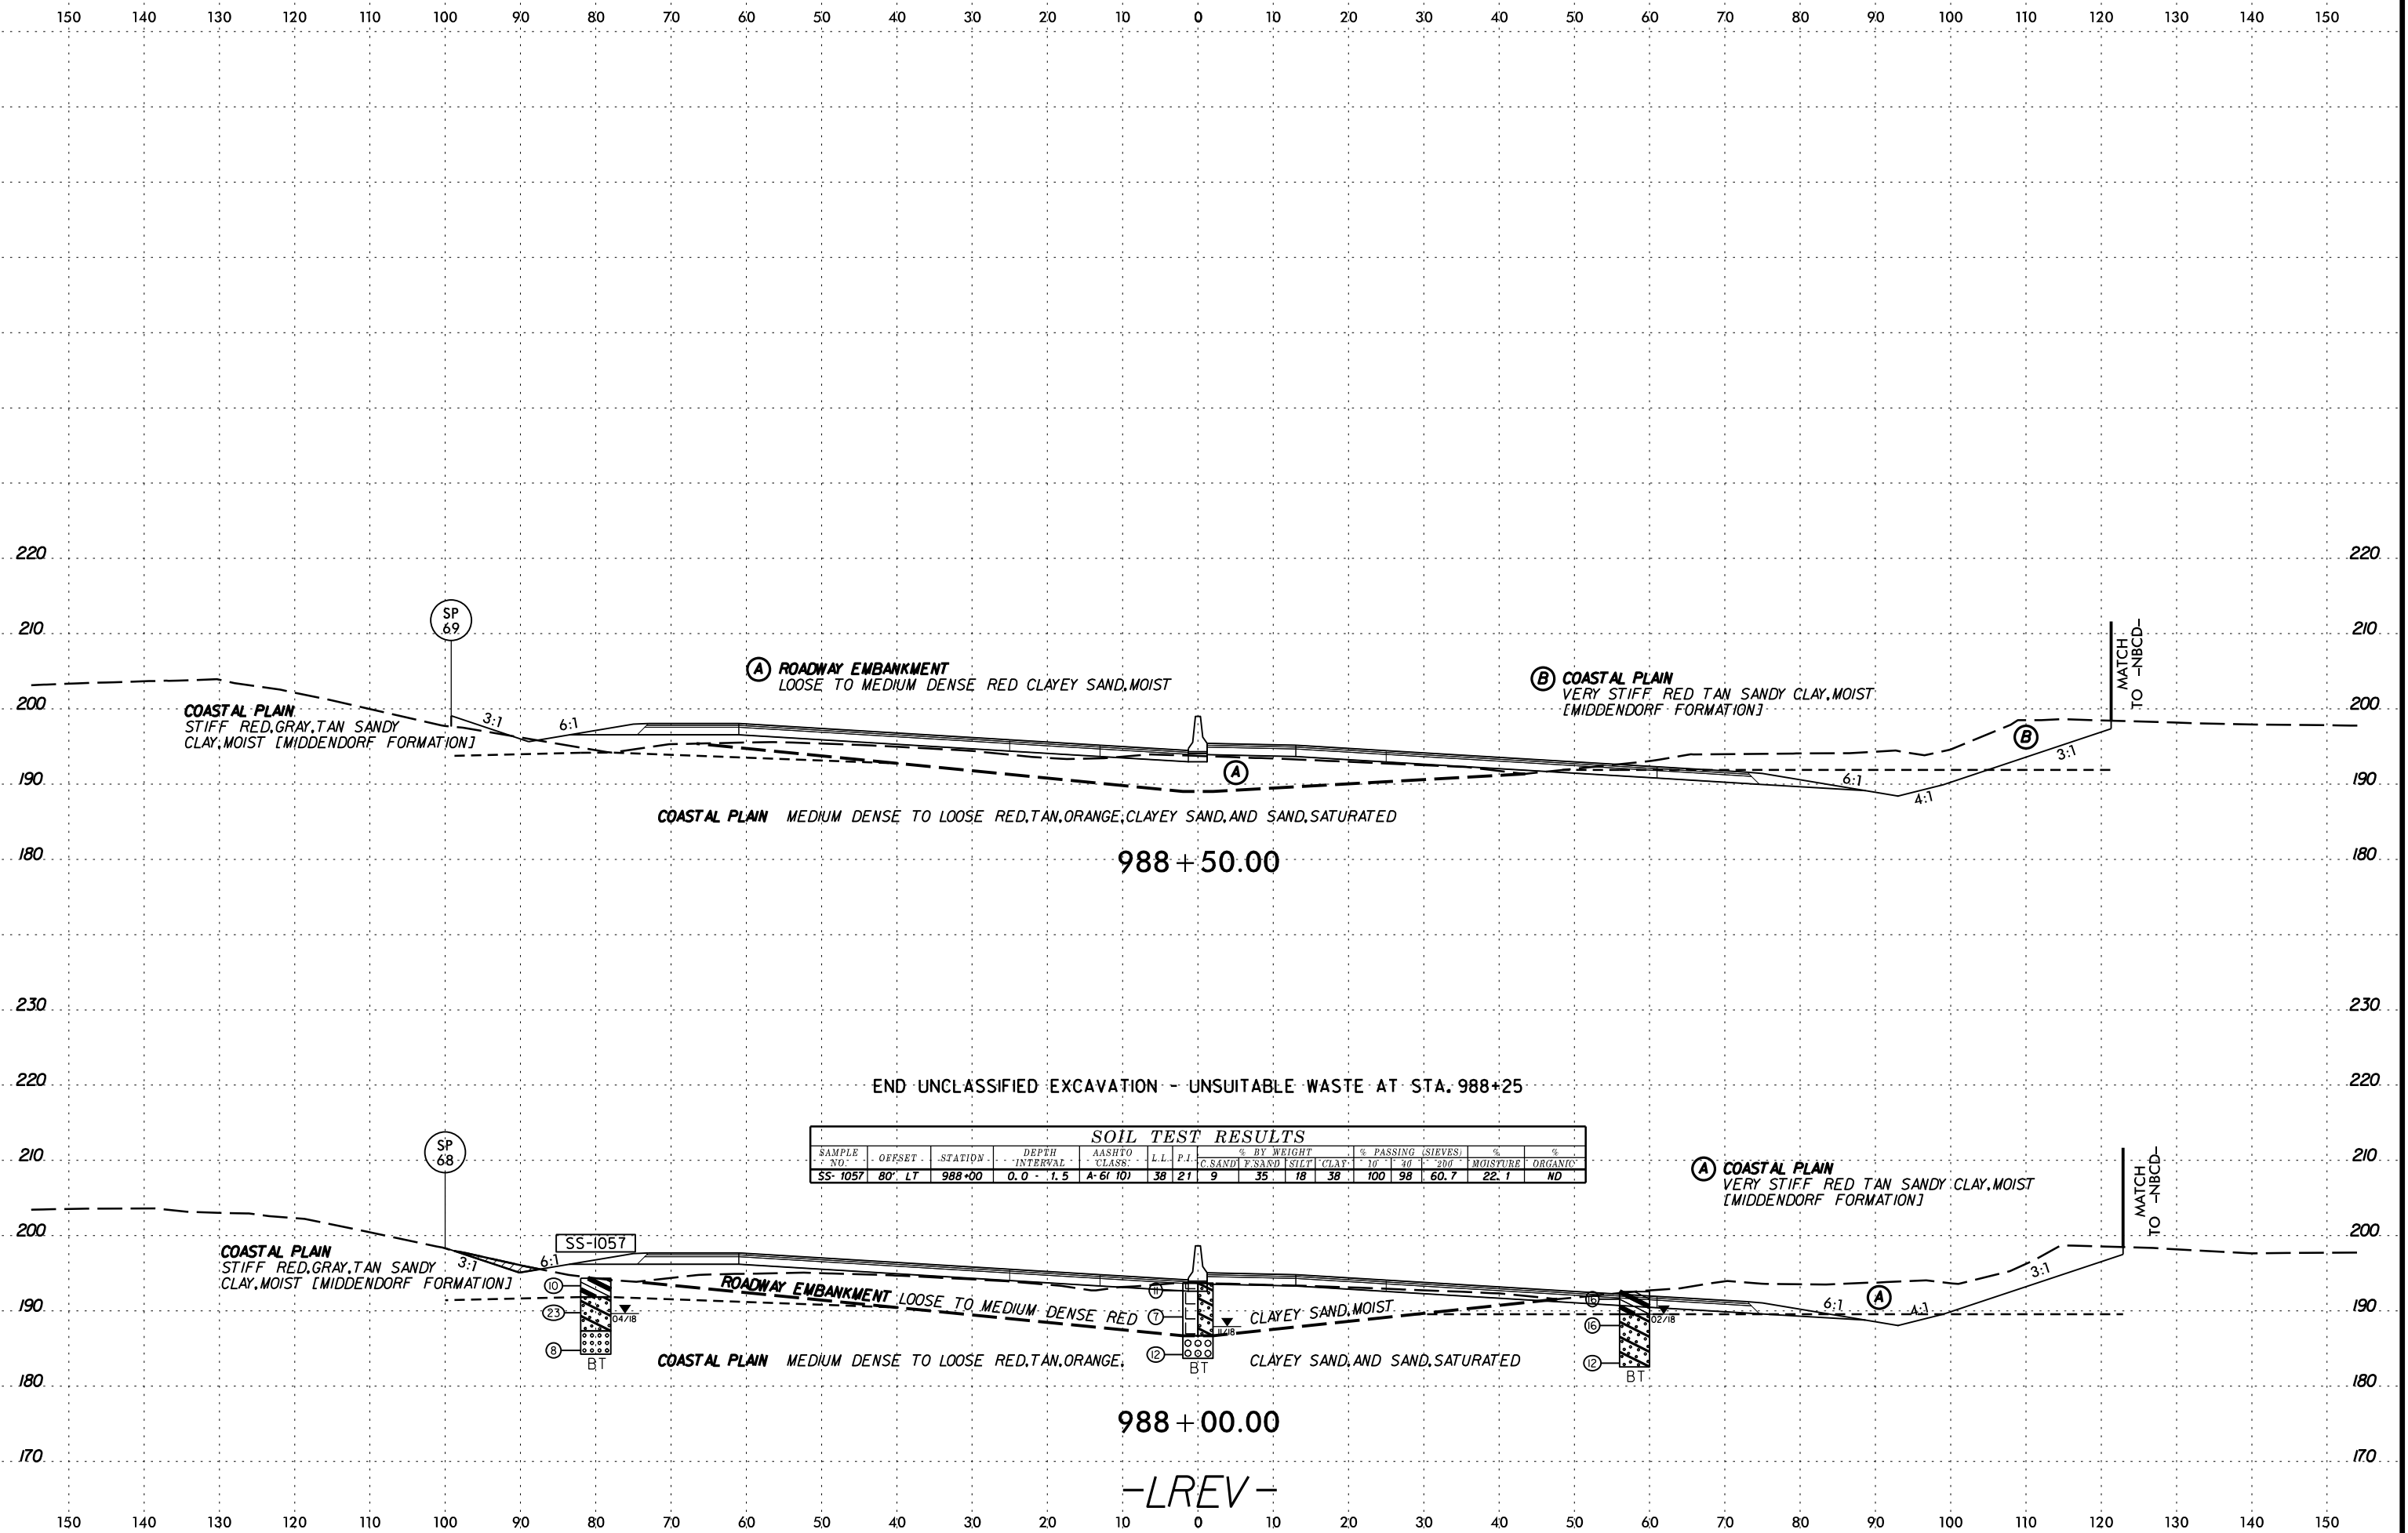 150 140 130 120 110 100 90 80 70 60 50 40 30 20 10 0 10 20 30 40 50 60 70 80 90 100 110 120 130 140 150
220 220
SP
69
210 210
MATCH
TO -NBCD-
A ROADWAY EMBANKMENT
LOOSE TO MEDIUM DENSE RED CLAYEY SAND, MOIST
B COASTAL PLAIN
VERY STIFF RED TAN SANDY CLAY, MOIST
[MIDDENDORF FORMATION]
200 200
COASTAL PLAIN
STIFF RED, GRAY, TAN SANDY
CLAY, MOIST [MIDDENDORF FORMATION]
3:1 6:1
B
3:1
A
190 190
6:1 4:1
COASTAL PLAIN MEDIUM DENSE TO LOOSE RED, TAN, ORANGE, CLAYEY SAND, AND SAND, SATURATED
180 180
988+50.00
230 230
220 220
END UNCLASSIFIED EXCAVATION - UNSUITABLE WASTE AT STA. 988+25
SOIL TEST RESULTS
SAMPLE NO. OFFSET STATION DEPTH INTERVAL AASHTO CLASS. L.L. P.I. % BY WEIGHT % PASSING (SIEVES) % MOISTURE % ORGANIC
C.SAND F.SAND SILT CLAY 10 40 200
SS-1057 80' LT 988+00 0.0 - 1.5 A-6(10) 38 21 9 35 18 38 100 98 60.7 22.1 ND
SP
68
210 210
MATCH
TO -NBCD-
A COASTAL PLAIN
VERY STIFF RED TAN SANDY CLAY, MOIST
[MIDDENDORF FORMATION]
200 200
SS-1057
COASTAL PLAIN
STIFF RED, GRAY, TAN SANDY
CLAY, MOIST [MIDDENDORF FORMATION]
3:1 6:1
3:1
ROADWAY EMBANKMENT LOOSE TO MEDIUM DENSE RED CLAYEY SAND, MOIST
10 11 16
A
6:1 4:1
190 190
23 04/18 7 11/18 16 02/18
8 12 12
BT BT BT
COASTAL PLAIN MEDIUM DENSE TO LOOSE RED, TAN, ORANGE, CLAYEY SAND, AND SAND, SATURATED
180 180
988+00.00
170 170
-LREV-
150 140 130 120 110 100 90 80 70 60 50 40 30 20 10 0 10 20 30 40 50 60 70 80 90 100 110 120 130 140 150